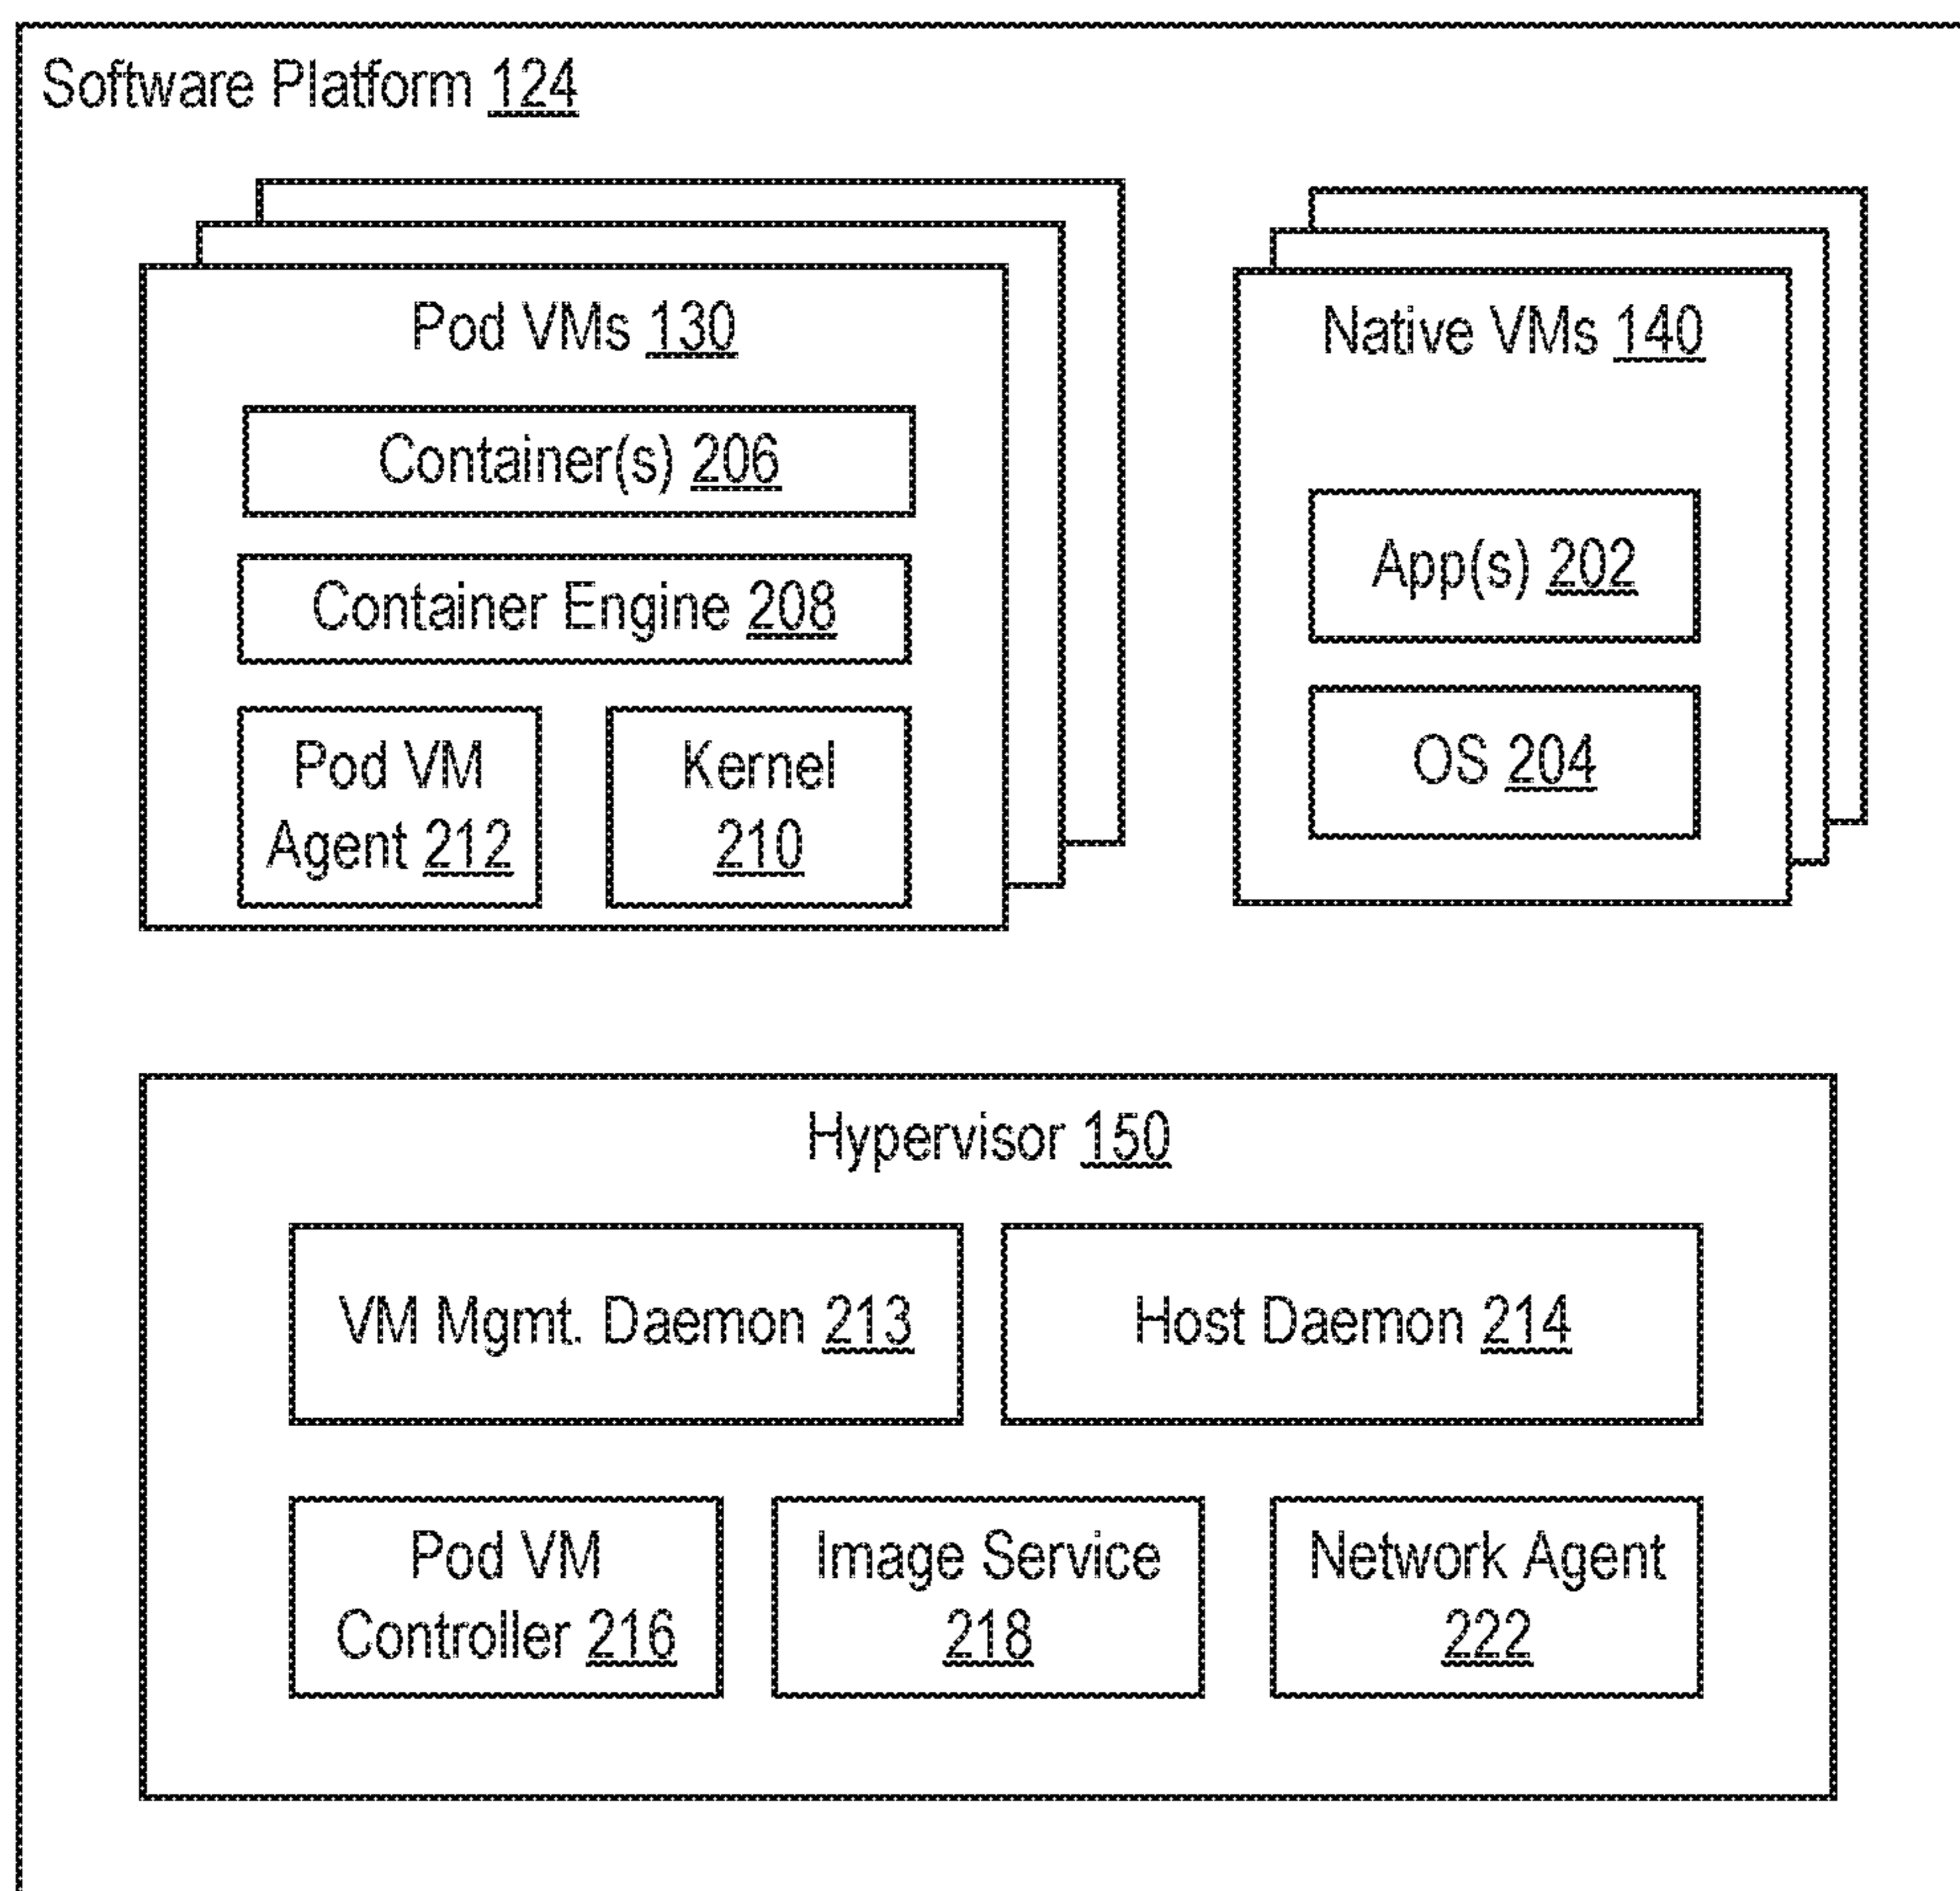 Software Platform 124
Pod VMs 130
Container(s) 206
Container Engine 208
Pod VM
Agent 212
Kernel
210
Native VMs 140
App(s) 202
OS 204
Hypervisor 150
VM Mgmt. Daemon 213
Host Daemon 214
Pod VM
Controller 216
Image Service
218
Network Agent
222